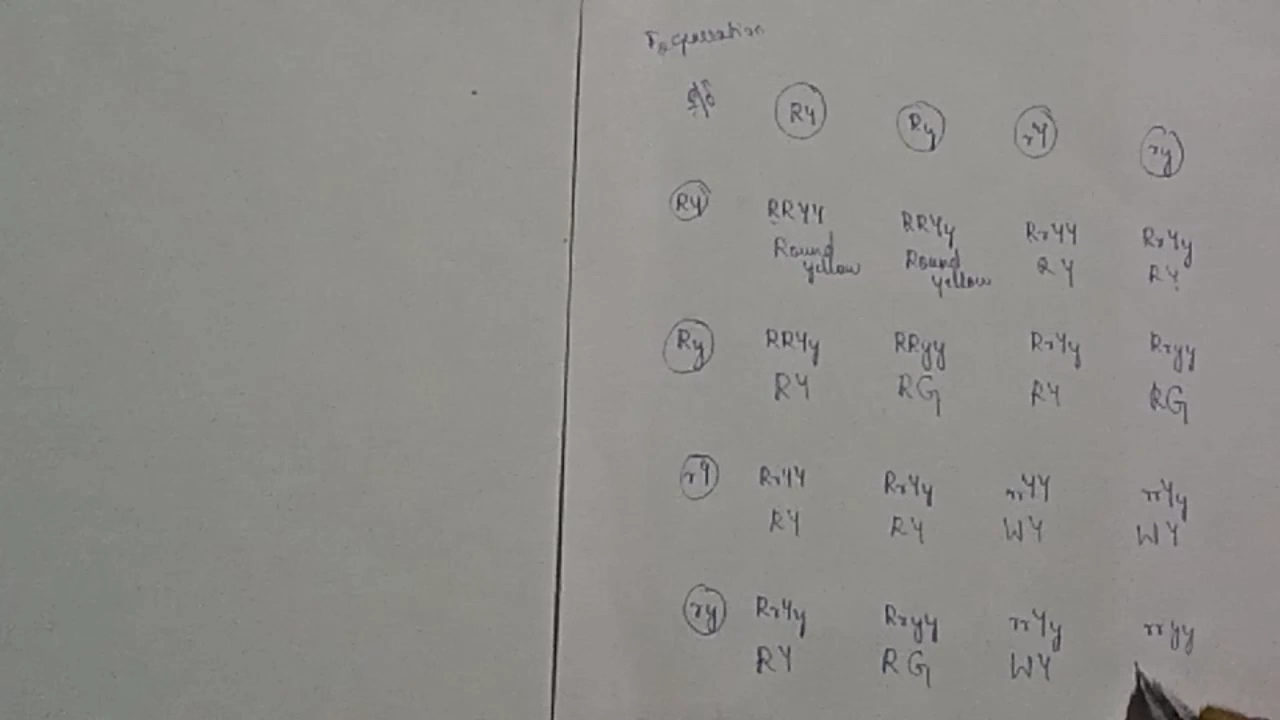 F2 generation
♀/♂ RY Ry rY ry
RY RRYY RRYy RrYY RrYy
Round yellow Round yellow RY RY
Ry RRYy RRyy RrYy Rryy
RY RG RY RG
rY RrYY RrYy rrYY rrYy
RY RY WY WY
ry RrYy Rryy rrYy rryy
RY RG WY